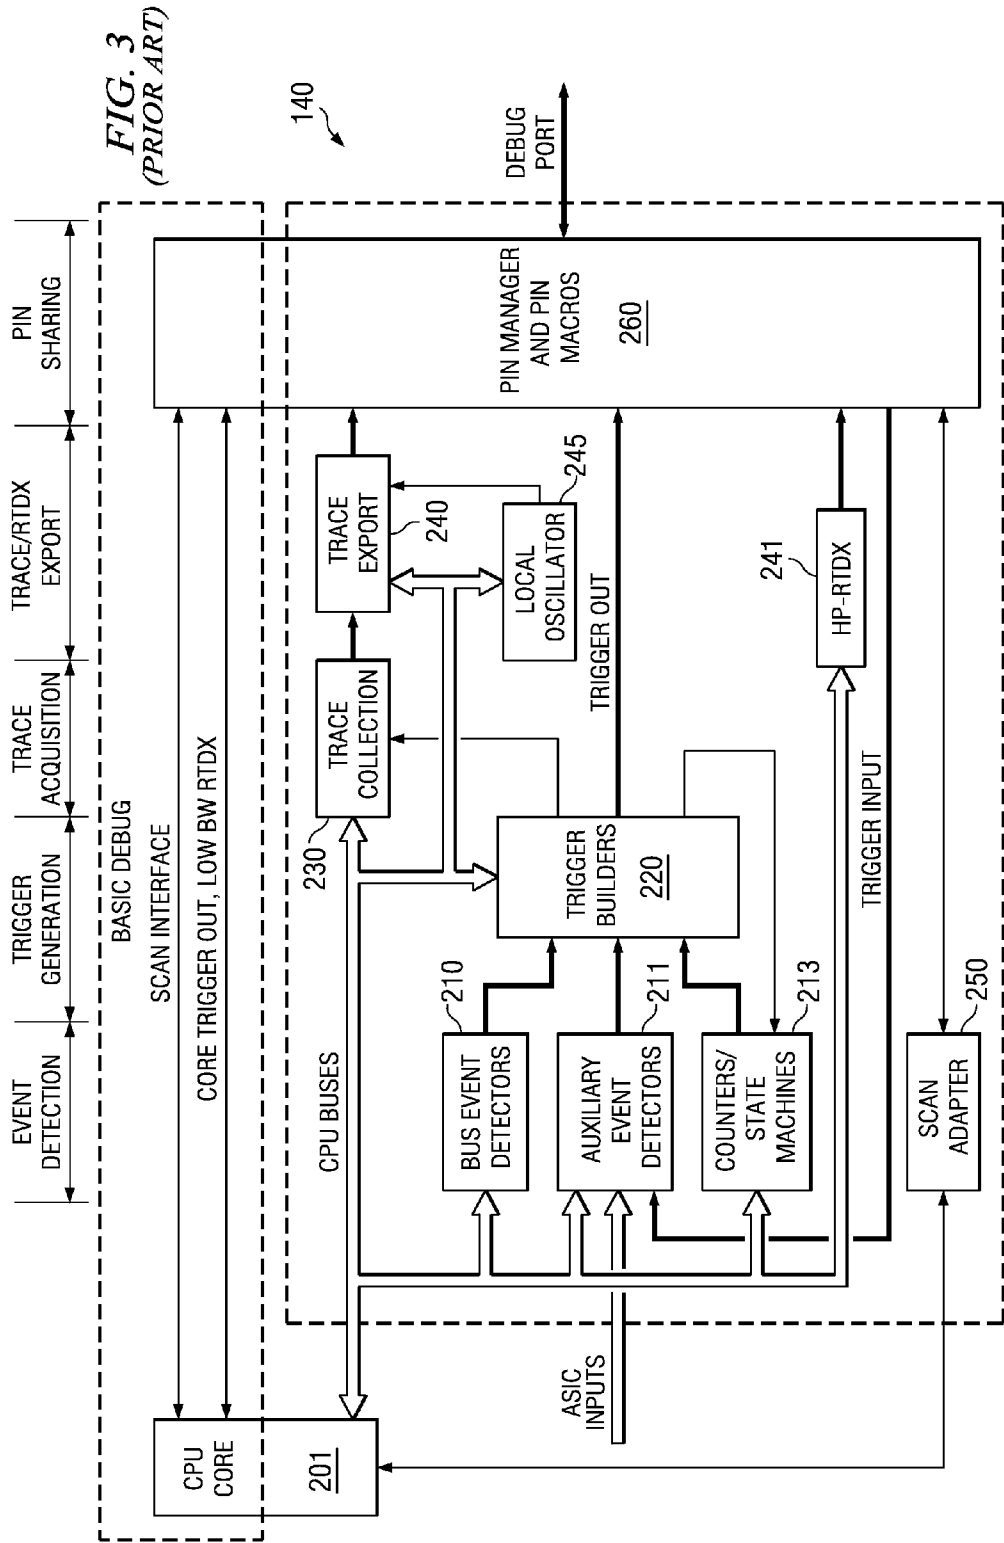 FIG. 3
(PRIOR ART)
140
EVENT
DETECTION
TRIGGER
GENERATION
TRACE
ACQUISITION
TRACE/RTDX
EXPORT
PIN
SHARING
BASIC DEBUG
SCAN INTERFACE
CORE TRIGGER OUT, LOW BW RTDX
CPU
CORE
201
CPU BUSES
230
TRACE
COLLECTION
TRACE
EXPORT
240
LOCAL
OSCILLATOR
245
PIN MANAGER
AND PIN
MACROS
260
DEBUG
PORT
BUS EVENT
DETECTORS
210
AUXILIARY
EVENT
DETECTORS
211
COUNTERS/
STATE
MACHINES
213
TRIGGER
BUILDERS
220
TRIGGER OUT
241
HP-RTDX
TRIGGER INPUT
ASIC
INPUTS
SCAN
ADAPTER
250